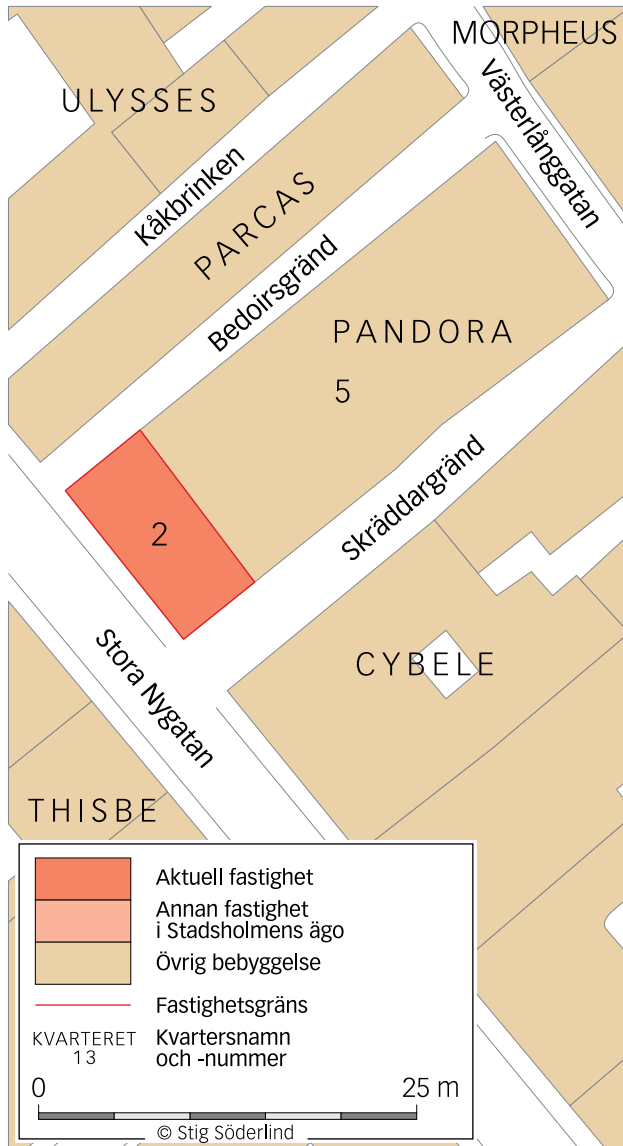 MORPHEUS
ULYSSES
Västerlånggatan
Kåkbrinken
PARCAS
Bedoirsgränd
PANDORA
5
Skräddargränd
2
CYBELE
Stora Nygatan
THISBE
Aktuell fastighet
Annan fastighet
i Stadsholmens ägo
Övrig bebyggelse
Fastighetsgräns
KVARTERET
13
Kvartersnamn
och -nummer
0 25 m
© Stig Söderlind